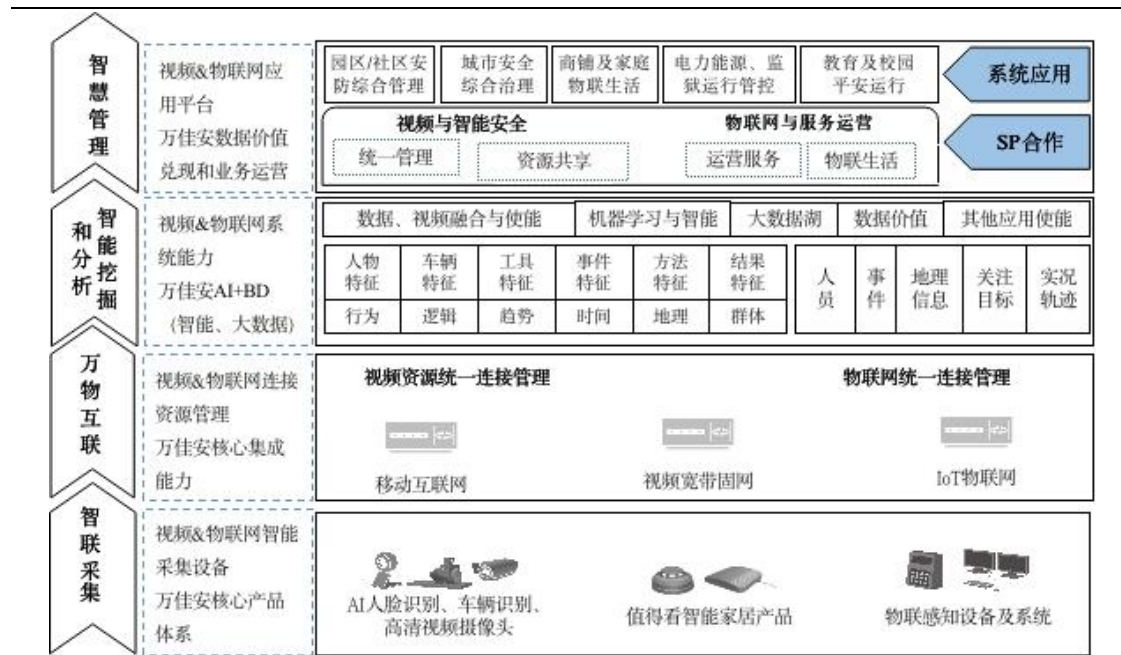 智慧管理
视频&物联网应
用平台
万佳安数据价值
兑现和业务运营
园区/社区安
防综合管理
城市安全
综合治理
商铺及家庭
物联生活
电力能源、监
狱运行管控
教育及校园
平安运行
系统应用
视频与智能安全
物联网与服务运营
统一管理
资源共享
运营服务
物联生活
SP合作
智能挖掘
和分析
视频&物联网系
统能力
万佳安AI+BD
(智能、大数据)
数据、视频融合与使能
机器学习与智能
大数据湖
数据价值
其他应用使能
人物
特征
车辆
特征
工具
特征
事件
特征
方法
特征
结果
特征
行为
逻辑
趋势
时间
地理
群体
人
员
事
件
地理
信息
关注
目标
实况
轨迹
万物互联
视频&物联网连接
资源管理
万佳安核心集成
能力
视频资源统一连接管理
物联网统一连接管理
移动互联网
视频宽带固网
IoT物联网
智联采集
视频&物联网智能
采集设备
万佳安核心产品
体系
AI人脸识别、车辆识别、
高清视频摄像头
值得看智能家居产品
物联感知设备及系统